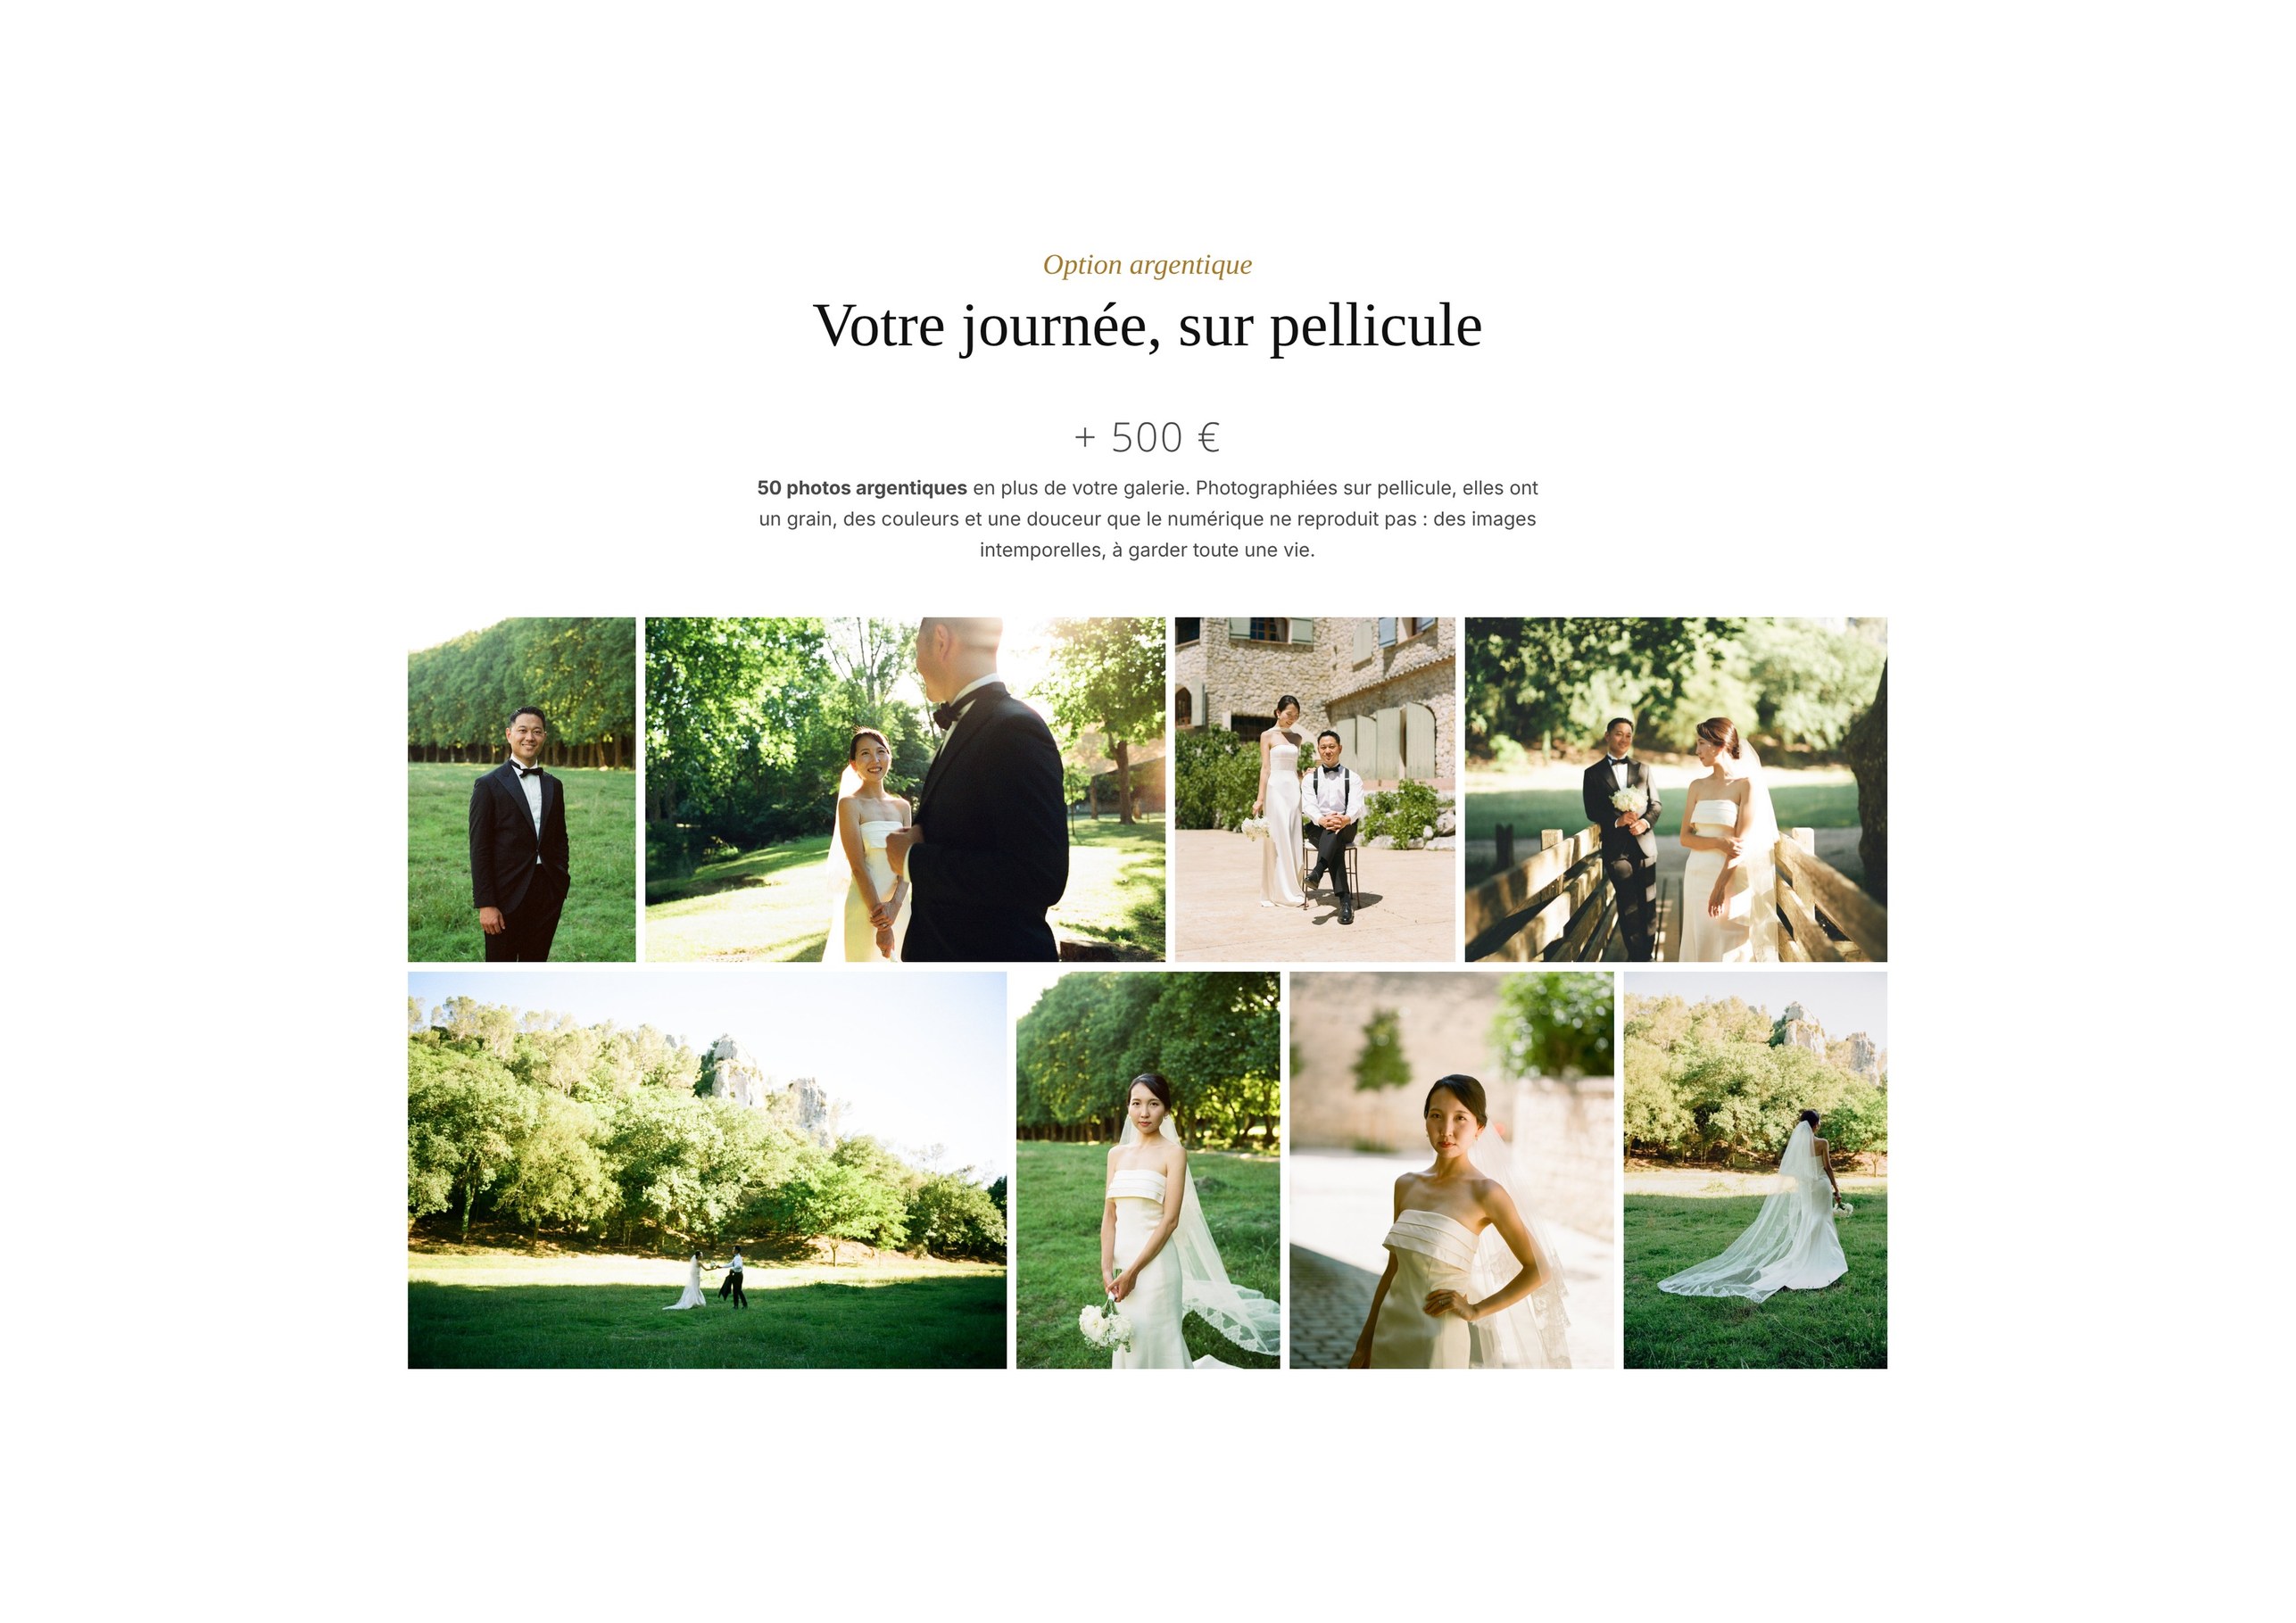 Option argentique
Votre journée, sur pellicule
+ 500 €
50 photos argentiques en plus de votre galerie. Photographiées sur pellicule, elles ont
un grain, des couleurs et une douceur que le numérique ne reproduit pas : des images
intemporelles, à garder toute une vie.